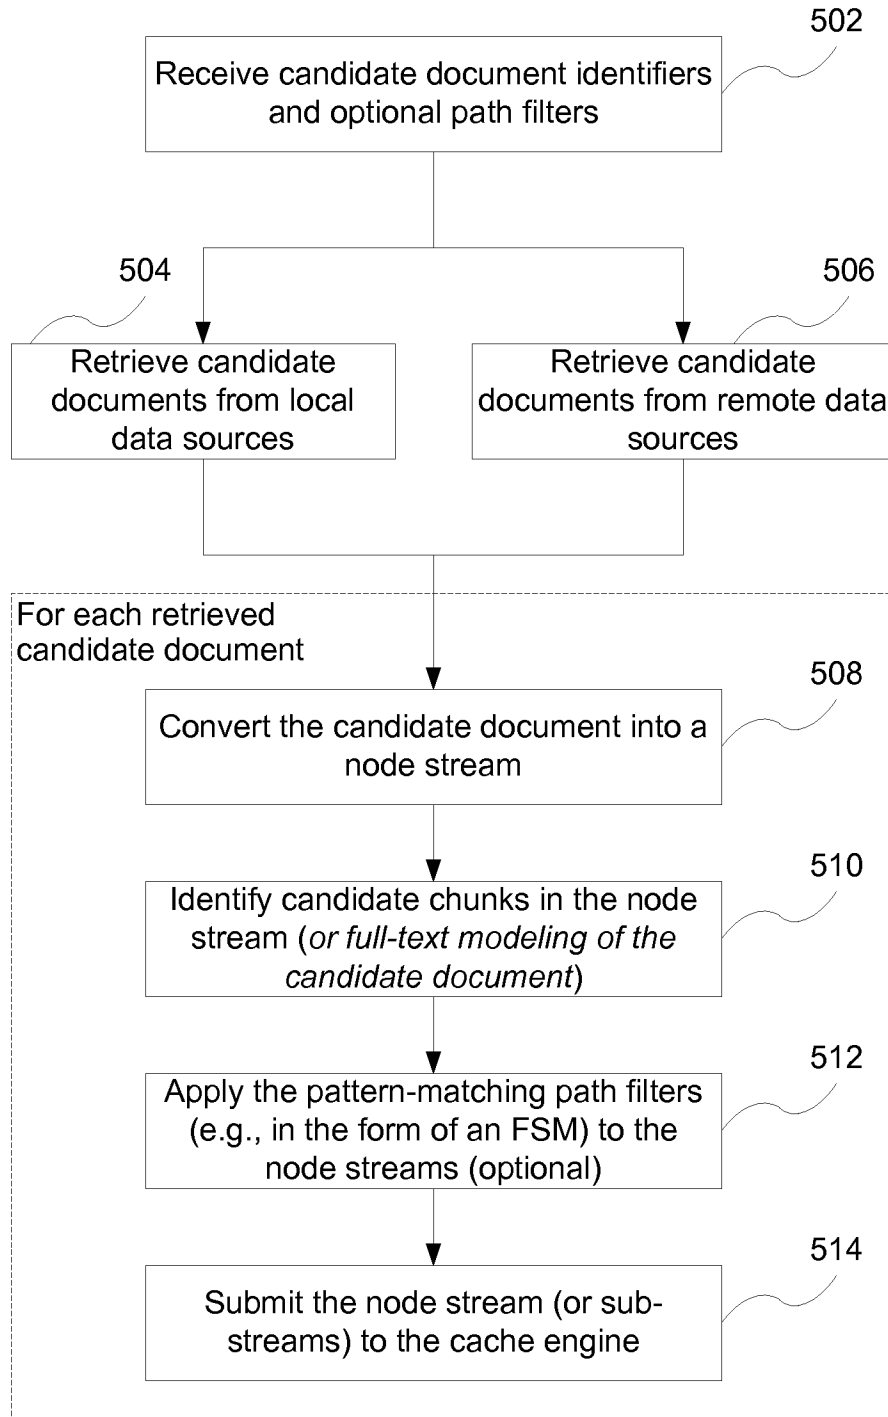 502
Receive candidate document identifiers
and optional path filters
504
506
Retrieve candidate
documents from local
data sources
Retrieve candidate
documents from remote data
sources
For each retrieved
candidate document
508
Convert the candidate document into a
node stream
510
Identify candidate chunks in the node
stream (or full-text modeling of the
candidate document)
512
Apply the pattern-matching path filters
(e.g., in the form of an FSM) to the
node streams (optional)
514
Submit the node stream (or sub-
streams) to the cache engine